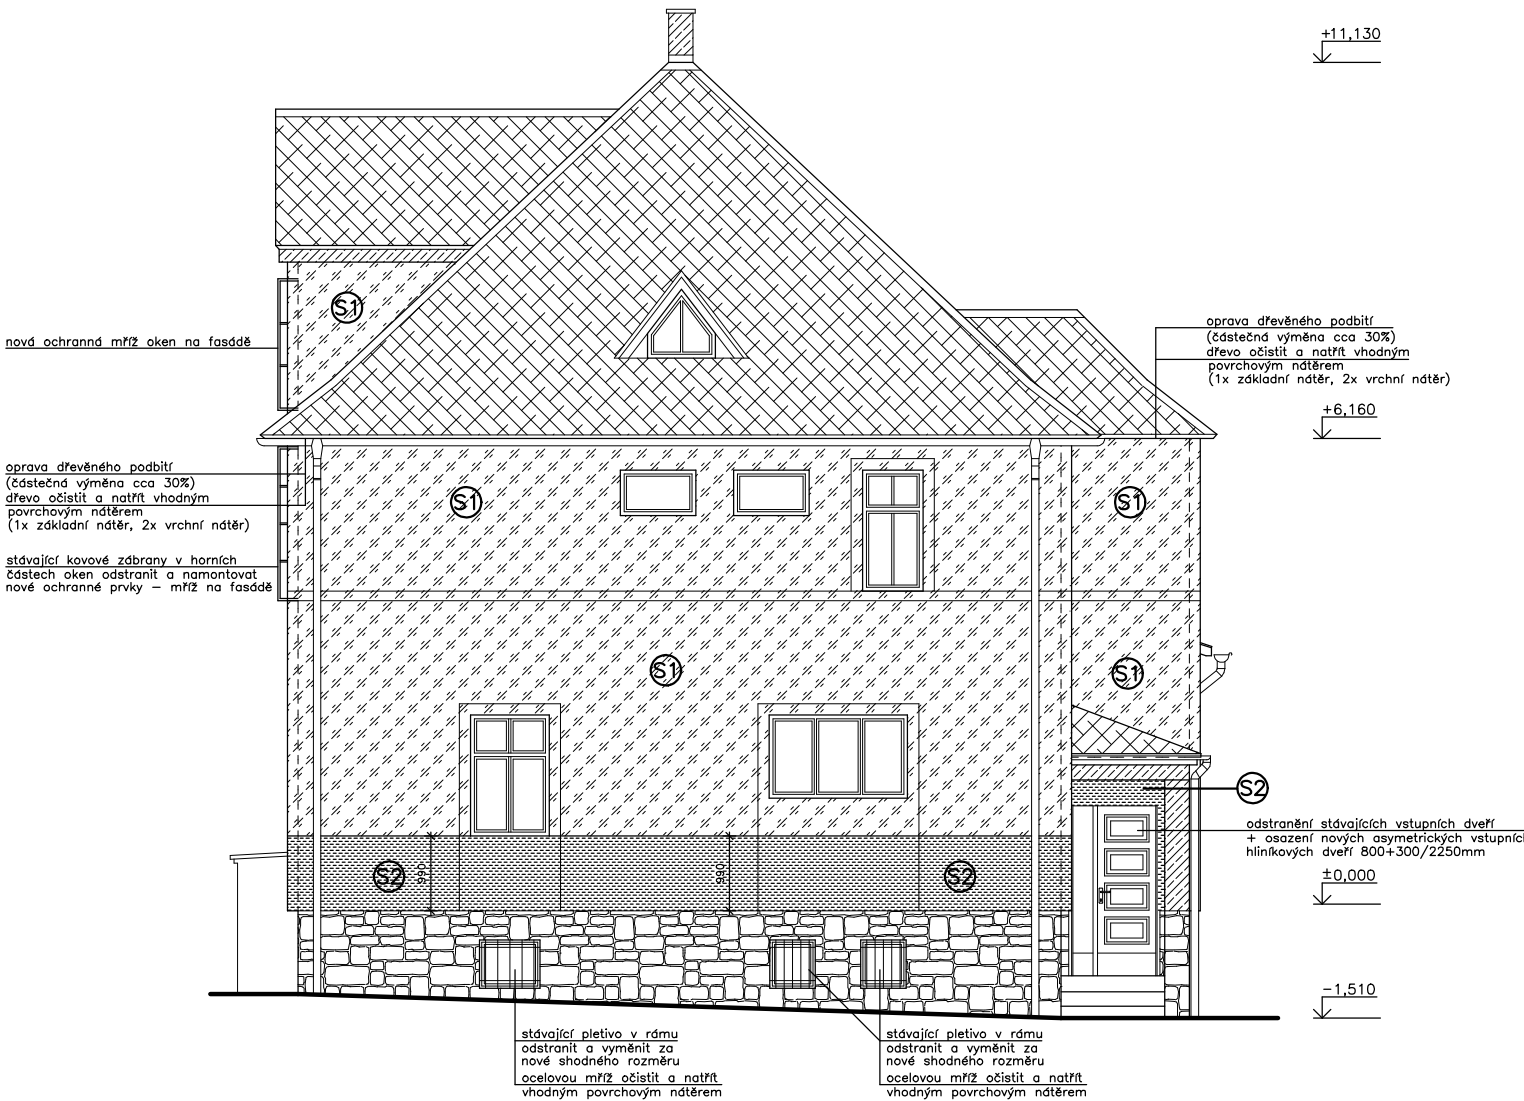 +11,130
S1
nová ochranná mříž oken na fasádě
oprava dřevěného podbití
(částečná výměna cca 30%)
dřevo očistit a natřít vhodným
povrchovým nátěrem
(1x základní nátěr, 2x vrchní nátěr)
+6,160
oprava dřevěného podbití
(částečná výměna cca 30%)
dřevo očistit a natřít vhodným
povrchovým nátěrem
(1x základní nátěr, 2x vrchní nátěr)
S1
S1
stávající kovové zábrany v horních
částech oken odstranit a namontovat
nové ochranné prvky – mříž na fasádě
S1
S1
S2
odstranění stávajících vstupních dveří
+ osazení nových asymetrických vstupních
hliníkových dveří 800+300/2250mm
S2
990
990
S2
±0,000
-1,510
stávající pletivo v rámu
odstranit a vyměnit za
nové shodného rozměru
ocelovou mříž očistit a natřít
vhodným povrchovým nátěrem
stávající pletivo v rámu
odstranit a vyměnit za
nové shodného rozměru
ocelovou mříž očistit a natřít
vhodným povrchovým nátěrem